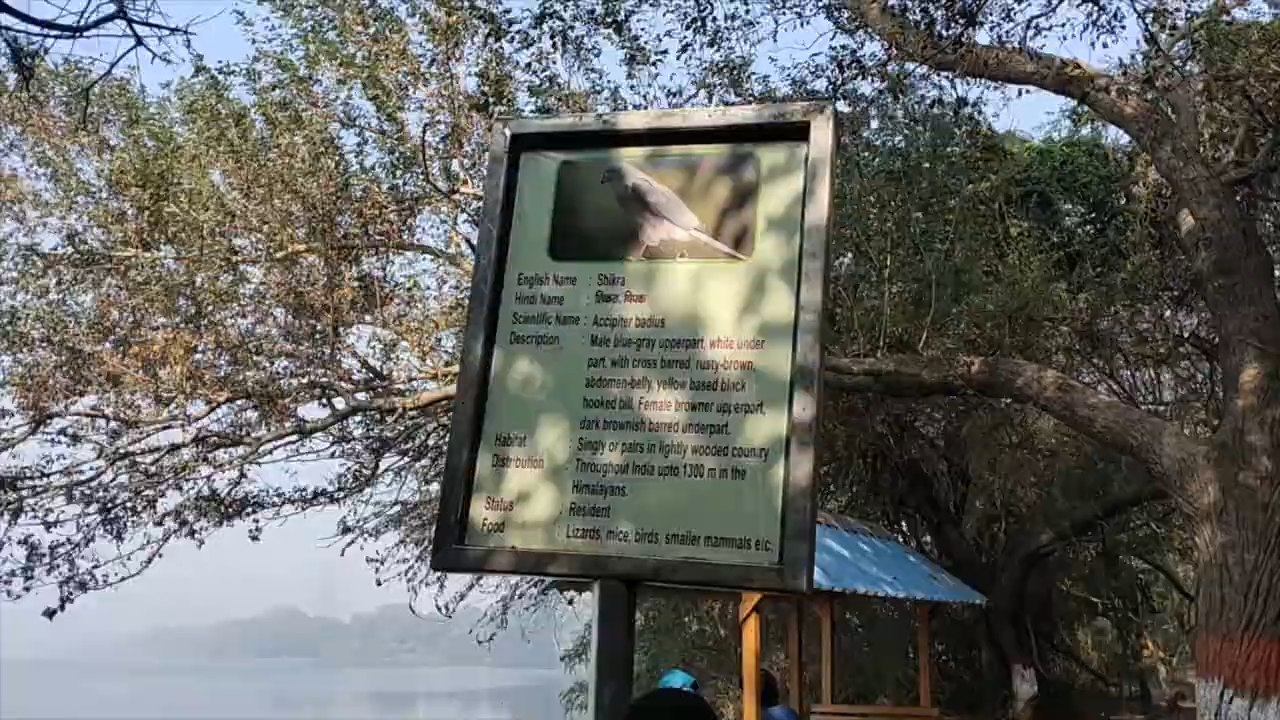 English Name : Shikra
Hindi Name : शिकरा, चिपक
Scientific Name : Accipiter badius
Description : Male blue-gray upperpart, white under
part, with cross barred, rusty-brown,
abdomen-belly, yellow based black
hooked bill, Female browner upperpart,
dark brownish barred underpart.
Habitat : Singly or pairs in lightly wooded country
Distribution : Throughout India upto 1300 m in the
Himalayans.
Status : Resident
Food : Lizards, mice, birds, smaller mammals etc.